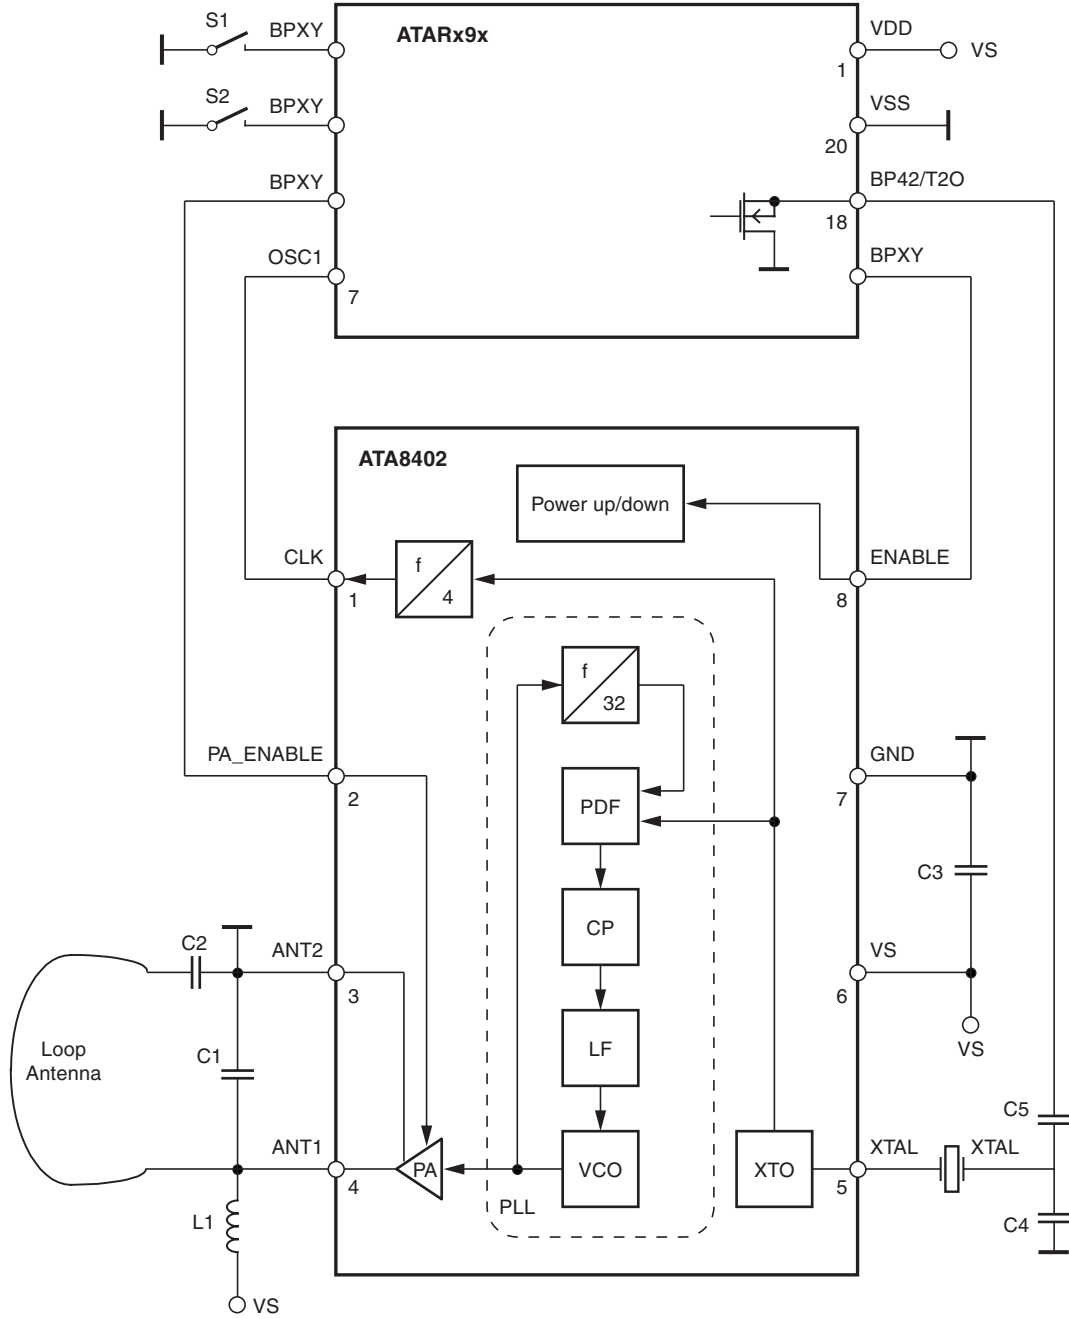 S1
BPXY
ATARx9x
VDD
VS
1
S2
BPXY
VSS
20
BPXY
BP42/T2O
18
OSC1
7
BPXY
ATA8402
Power up/down
CLK
1
f
4
ENABLE
8
f
32
PA_ENABLE
2
PDF
GND
7
C3
CP
C2
ANT2
3
VS
6
Loop
Antenna
C1
LF
VS
C5
ANT1
4
PA
VCO
XTO
XTAL
5
XTAL
PLL
L1
C4
VS